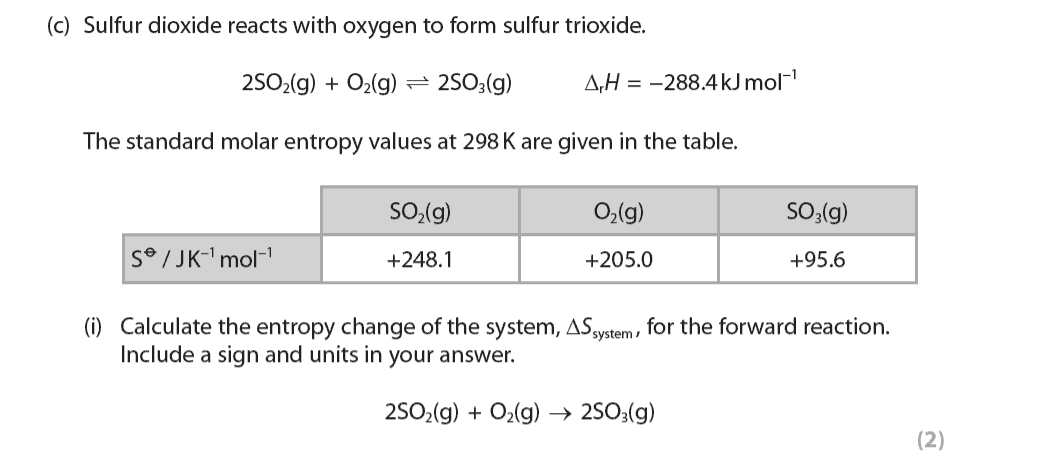 (c) Sulfur dioxide reacts with oxygen to form sulfur trioxide.
2SO₂(g) + O₂(g) ⇌ 2SO₃(g) ΔᵣH = −288.4 kJ mol⁻¹
The standard molar entropy values at 298 K are given in the table.
SO₂(g) O₂(g) SO₃(g)
S⦵ / J K⁻¹ mol⁻¹ +248.1 +205.0 +95.6
(i) Calculate the entropy change of the system, ΔSsystem, for the forward reaction.
Include a sign and units in your answer.
2SO₂(g) + O₂(g) → 2SO₃(g)
(2)